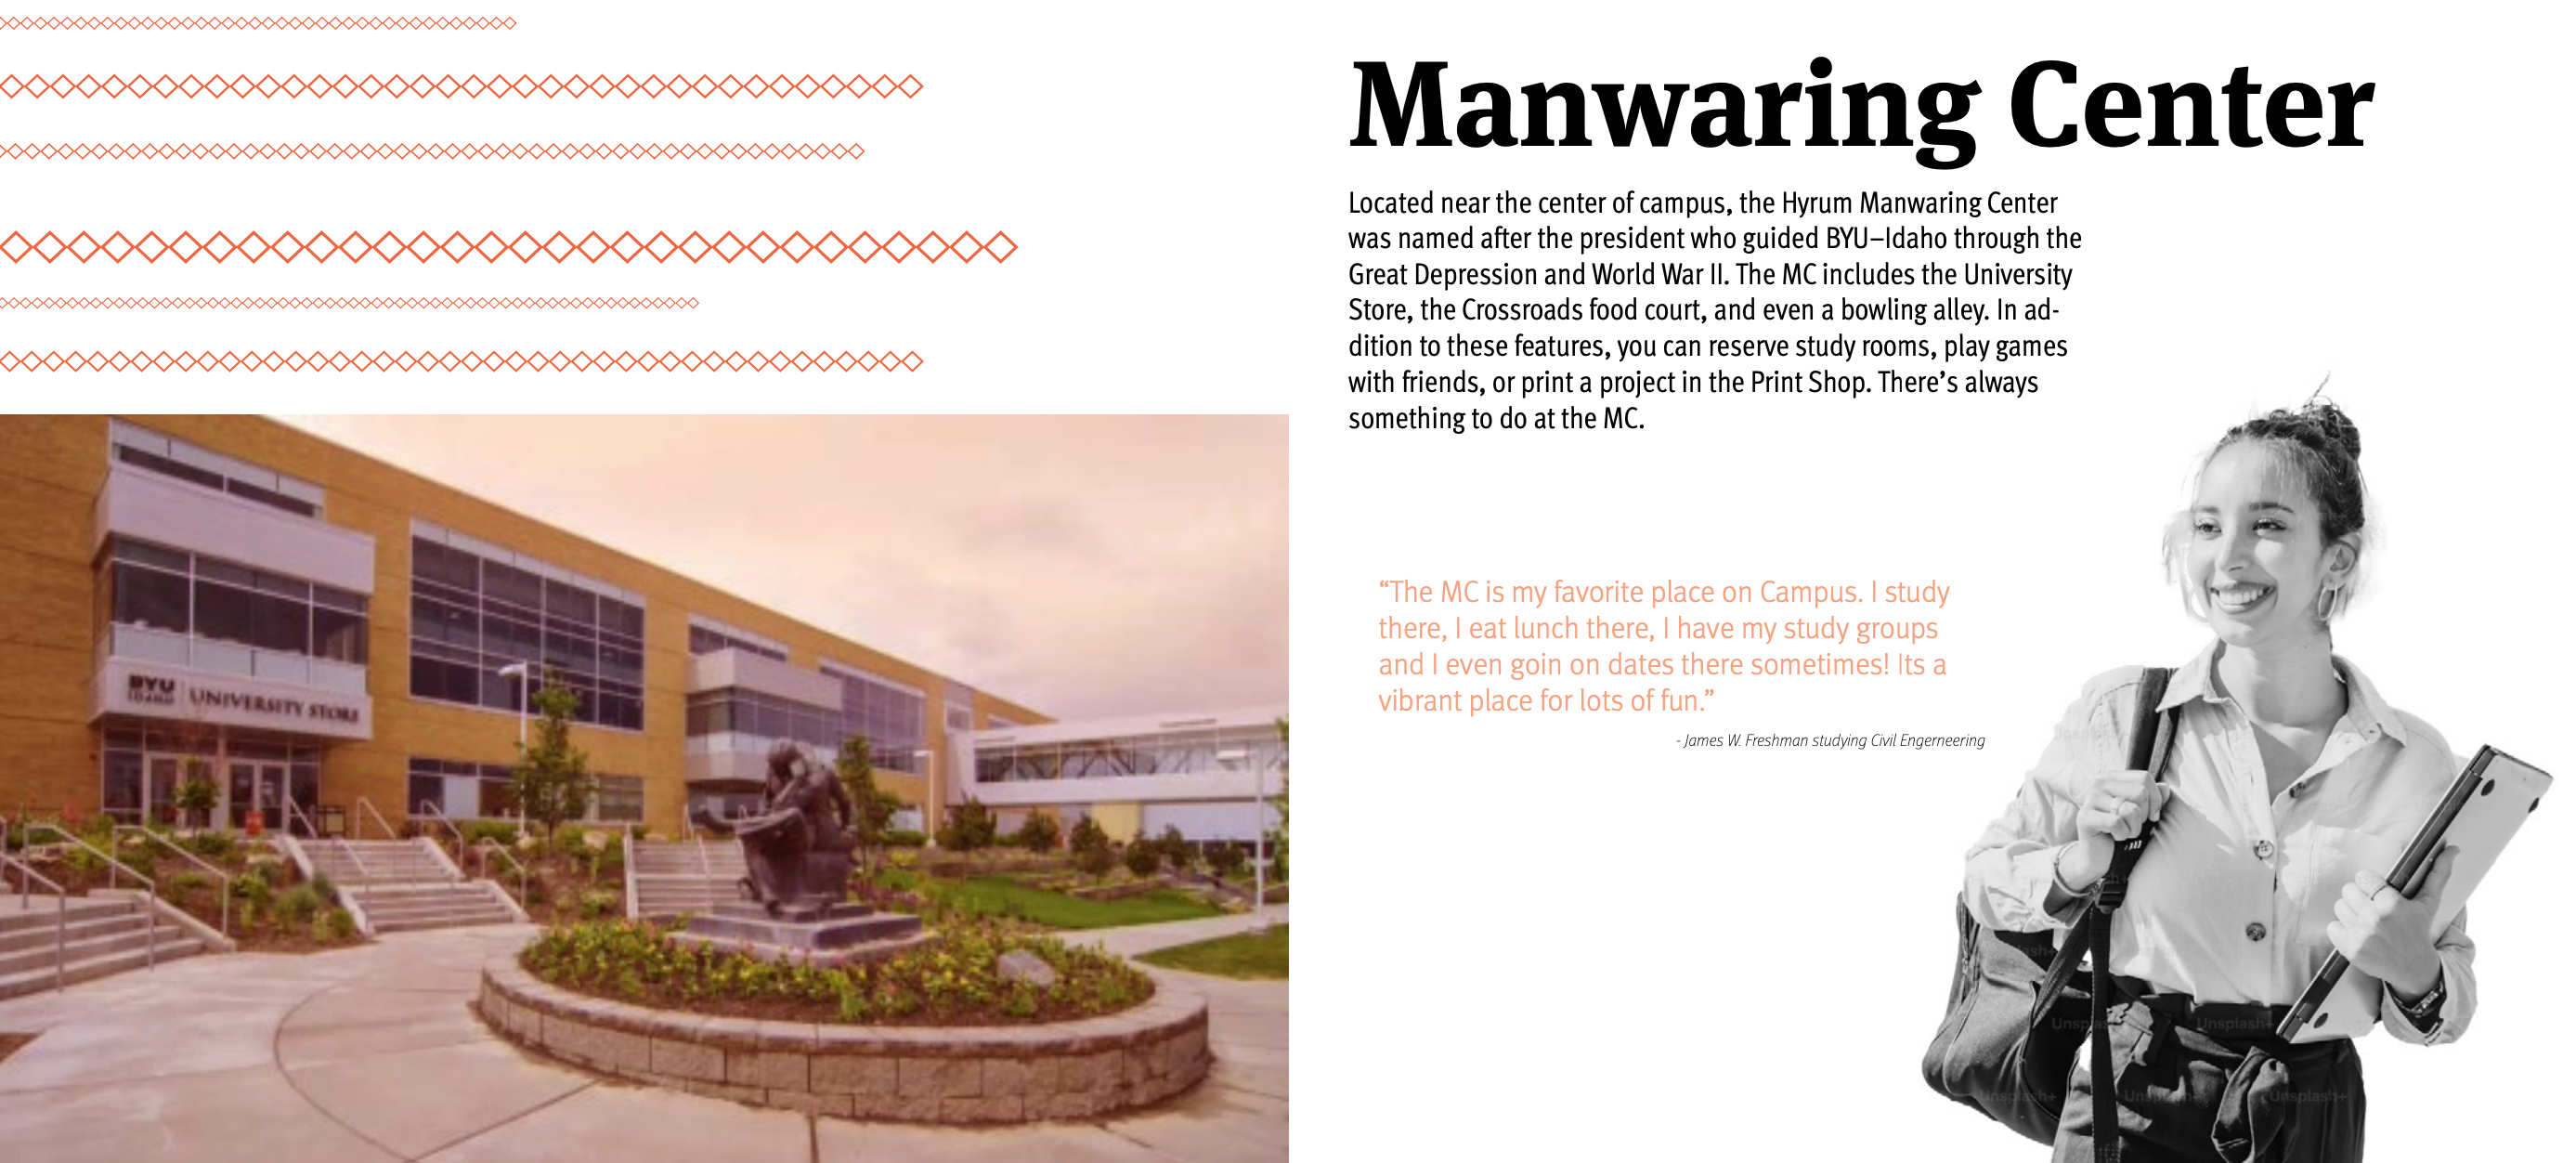 Manwaring Center
Located near the center of campus, the Hyrum Manwaring Center
was named after the president who guided BYU–Idaho through the
Great Depression and World War II. The MC includes the University
Store, the Crossroads food court, and even a bowling alley. In ad-
dition to these features, you can reserve study rooms, play games
with friends, or print a project in the Print Shop. There’s always
something to do at the MC.
“The MC is my favorite place on Campus. I study
there, I eat lunch there, I have my study groups
and I even goin on dates there sometimes! Its a
vibrant place for lots of fun.”
- James W. Freshman studying Civil Engerneering
BYU
IDAHO
UNIVERSITY STORE
Unsplash+
Unsplash+
Unsplash+
Unsplash+